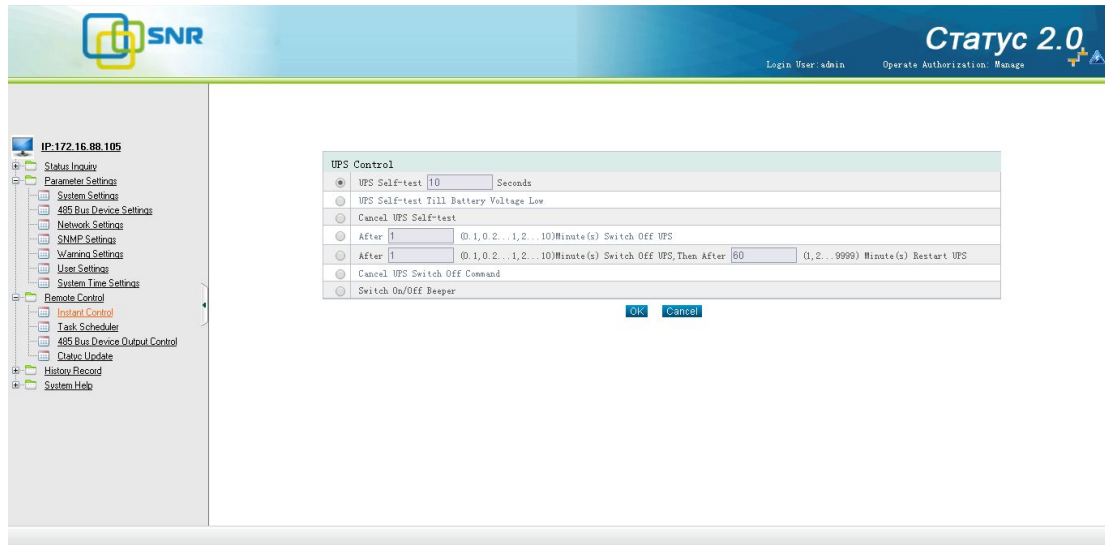 SNR
Статус 2.0
Login User:admin Operate Authorization: Manage
IP:172.16.88.105
Status Inquiry
Parameter Settings
System Settings
485 Bus Device Settings
Network Settings
SNMP Settings
Warning Settings
User Settings
System Time Settings
Remote Control
Instant Control
Task Scheduler
485 Bus Device Output Control
Ctatyc Update
History Record
System Help
UPS Control
UPS Self-test 10 Seconds
UPS Self-test Till Battery Voltage Low
Cancel UPS Self-test
After 1 (0.1,0.2...1,2...10)Minute(s) Switch Off UPS
After 1 (0.1,0.2...1,2...10)Minute(s) Switch Off UPS,Then After 60 (1,2...9999) Minute(s) Restart UPS
Cancel UPS Switch Off Command
Switch On/Off Beeper
OK Cancel